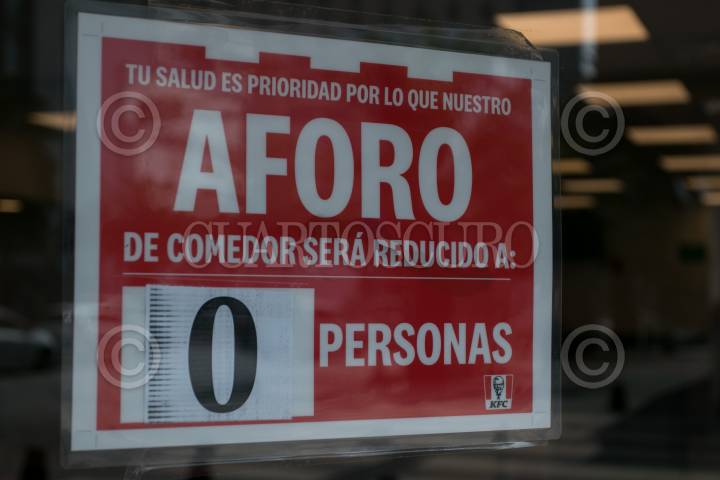 TU SALUD ES PRIORIDAD POR LO QUE NUESTRO
AFORO
DE COMEDOR SERÁ REDUCIDO A:
CUARTOSCURO
0 PERSONAS
KFC